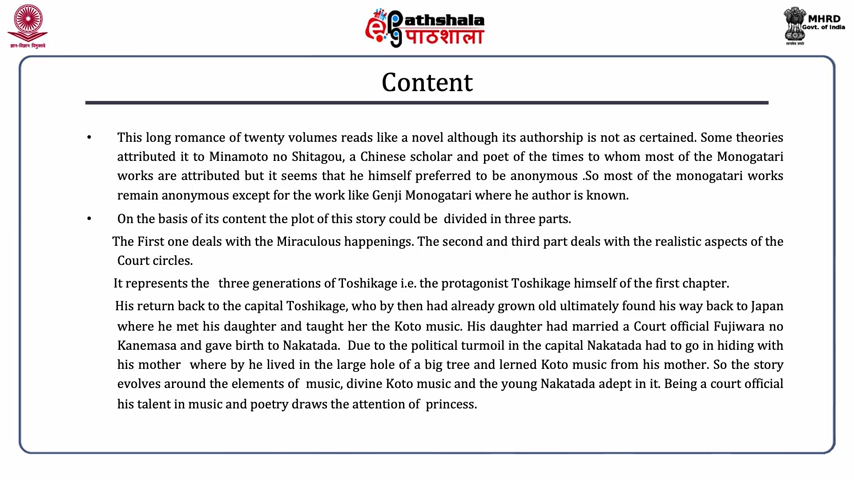 ज्ञान-विज्ञान विमुक्तये
Pathshala
पाठशाला
MHRD
Govt. of India
Content
• This long romance of twenty volumes reads like a novel although its authorship is not as certained. Some theories
attributed it to Minamoto no Shitagou, a Chinese scholar and poet of the times to whom most of the Monogatari
works are attributed but it seems that he himself preferred to be anonymous .So most of the monogatari works
remain anonymous except for the work like Genji Monogatari where he author is known.
• On the basis of its content the plot of this story could be divided in three parts.
The First one deals with the Miraculous happenings. The second and third part deals with the realistic aspects of the
Court circles.
It represents the three generations of Toshikage i.e. the protagonist Toshikage himself of the first chapter.
His return back to the capital Toshikage, who by then had already grown old ultimately found his way back to Japan
where he met his daughter and taught her the Koto music. His daughter had married a Court official Fujiwara no
Kanemasa and gave birth to Nakatada. Due to the political turmoil in the capital Nakatada had to go in hiding with
his mother where by he lived in the large hole of a big tree and lerned Koto music from his mother. So the story
evolves around the elements of music, divine Koto music and the young Nakatada adept in it. Being a court official
his talent in music and poetry draws the attention of princess.